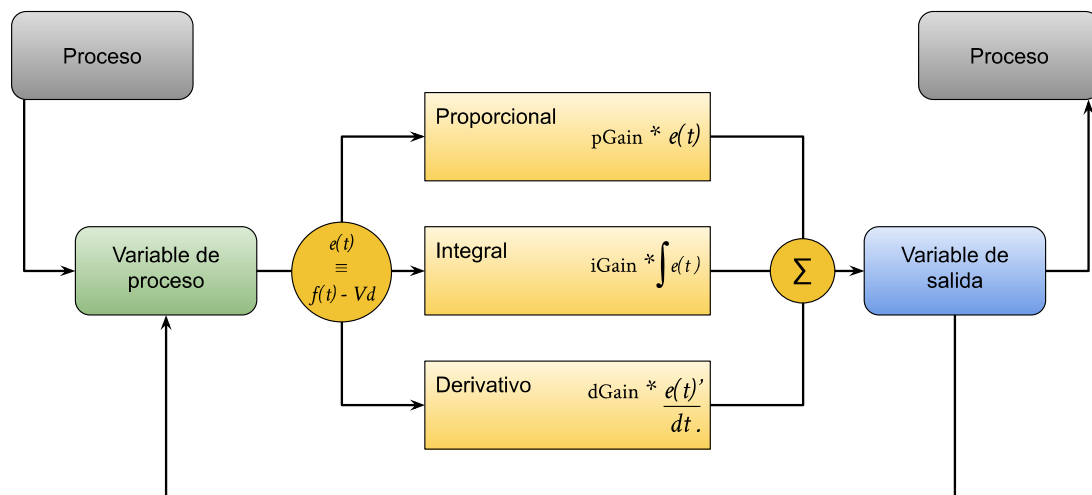 Proceso
Proceso
Proporcional
pGain * e(t)
Variable de
proceso
e(t)
≡
f(t) - Vd
Integral
iGain * ∫ e(t)
Σ
Variable de
salida
Derivativo
dGain * e(t)’
dt .